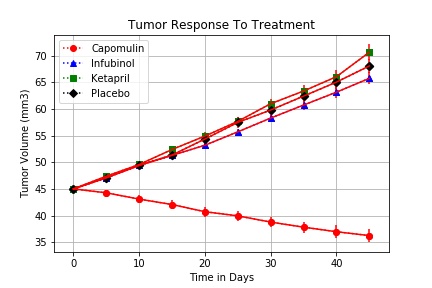 Tumor Response To Treatment
Capomulin
Infubinol
Ketapril
Placebo
70
65
60
55
50
45
40
35
Tumor Volume (mm3)
0 10 20 30 40
Time in Days